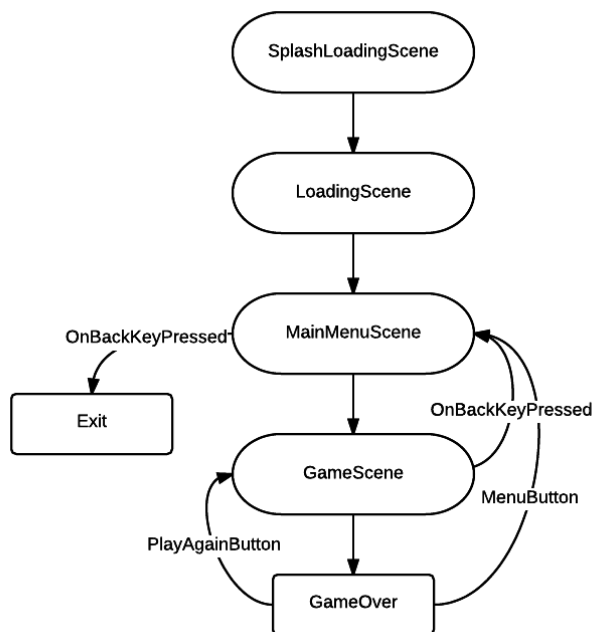 SplashLoadingScene
LoadingScene
MainMenuScene
OnBackKeyPressed
Exit
OnBackKeyPressed
GameScene
MenuButton
PlayAgainButton
GameOver